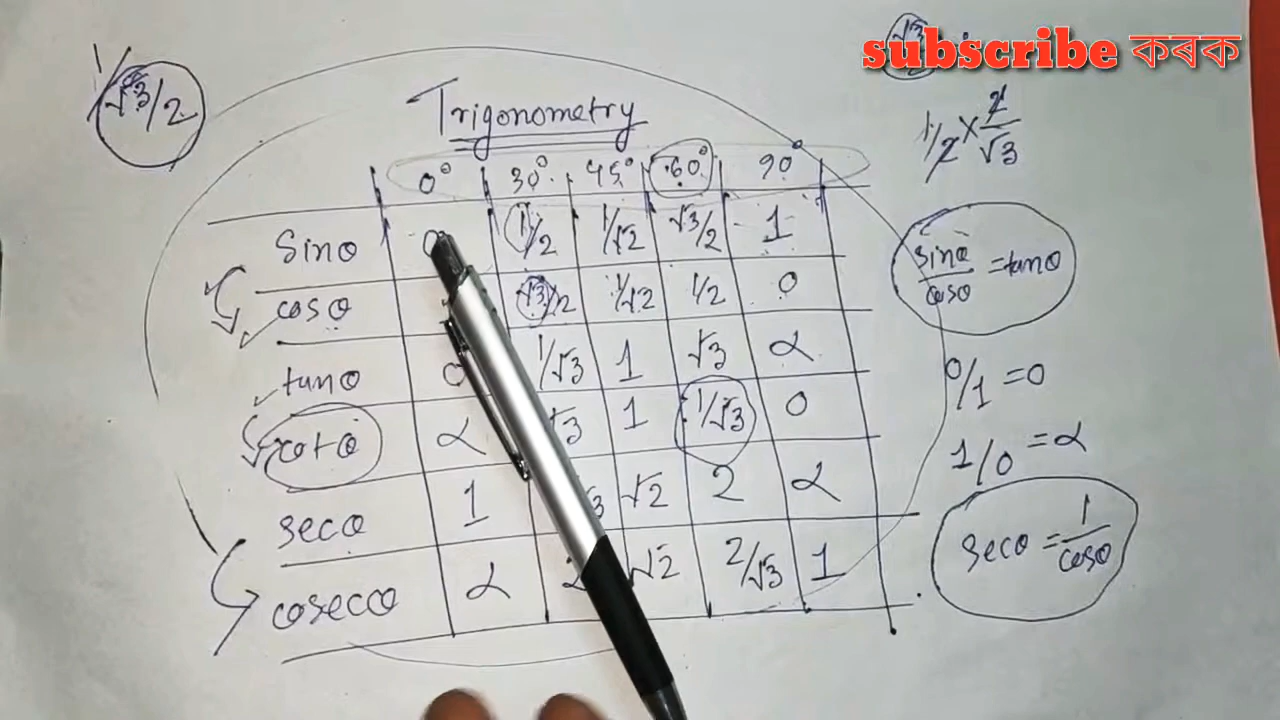 subscribe কৰক
1/√3/2
Trigonometry
0° 30° 45° 60° 90
Sinθ 0 1/2 1/√2 √3/2 1
cosθ √3/2 1/√2 1/2 0
tanθ 0 1/√3 1 √3 α
cotθ α √3 1 1/√3 0
secθ 1 √2 2 α
cosecθ α 2 √2 2/√3 1
1/2 × 2/√3
sinθ/cosθ = tanθ
0/1 = 0
1/0 = α
secθ = 1/cosθ